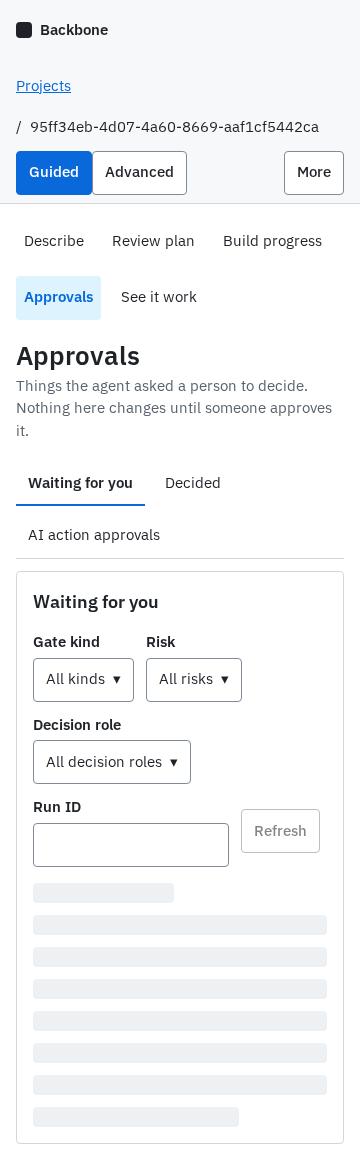 Backbone
Projects
/ 95ff34eb-4d07-4a60-8669-aaf1cf5442ca
Guided Advanced More
Describe Review plan Build progress
Approvals See it work
Approvals
Things the agent asked a person to decide.
Nothing here changes until someone approves
it.
Waiting for you Decided
AI action approvals
Waiting for you
Gate kind Risk
All kinds ▾ All risks ▾
Decision role
All decision roles ▾
Run ID
Refresh